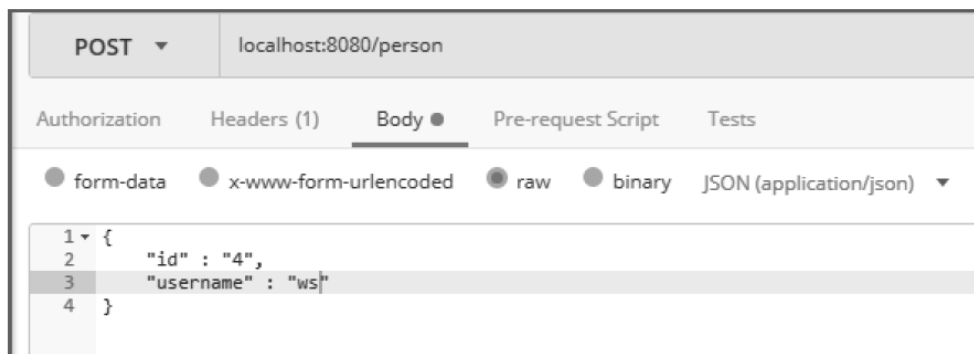 POST localhost:8080/person
Authorization Headers (1) Body Pre-request Script Tests
form-data x-www-form-urlencoded raw binary JSON (application/json)
1 {
2 "id" : "4",
3 "username" : "ws"
4 }